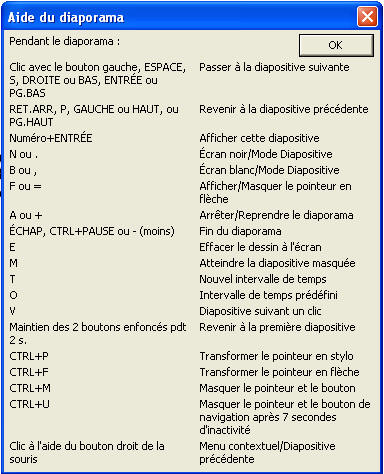 Aide du diaporama
Pendant le diaporama :
OK
Clic avec le bouton gauche, ESPACE, S, DROITE ou BAS, ENTRÉE ou PG.BAS Passer à la diapositive suivante
RET.ARR, P, GAUCHE ou HAUT, ou PG.HAUT Revenir à la diapositive précédente
Numéro+ENTRÉE Afficher cette diapositive
N ou . Écran noir/Mode Diapositive
B ou , Écran blanc/Mode Diapositive
F ou = Afficher/Masquer le pointeur en flèche
A ou + Arrêter/Reprendre le diaporama
ÉCHAP, CTRL+PAUSE ou - (moins) Fin du diaporama
E Effacer le dessin à l'écran
M Atteindre la diapositive masquée
T Nouvel intervalle de temps
O Intervalle de temps prédéfini
V Diapositive suivant un clic
Maintien des 2 boutons enfoncés pdt 2 s. Revenir à la première diapositive
CTRL+P Transformer le pointeur en stylo
CTRL+F Transformer le pointeur en flèche
CTRL+M Masquer le pointeur et le bouton
CTRL+U Masquer le pointeur et le bouton de navigation après 7 secondes d'inactivité
Clic à l'aide du bouton droit de la souris Menu contextuel/Diapositive précédente